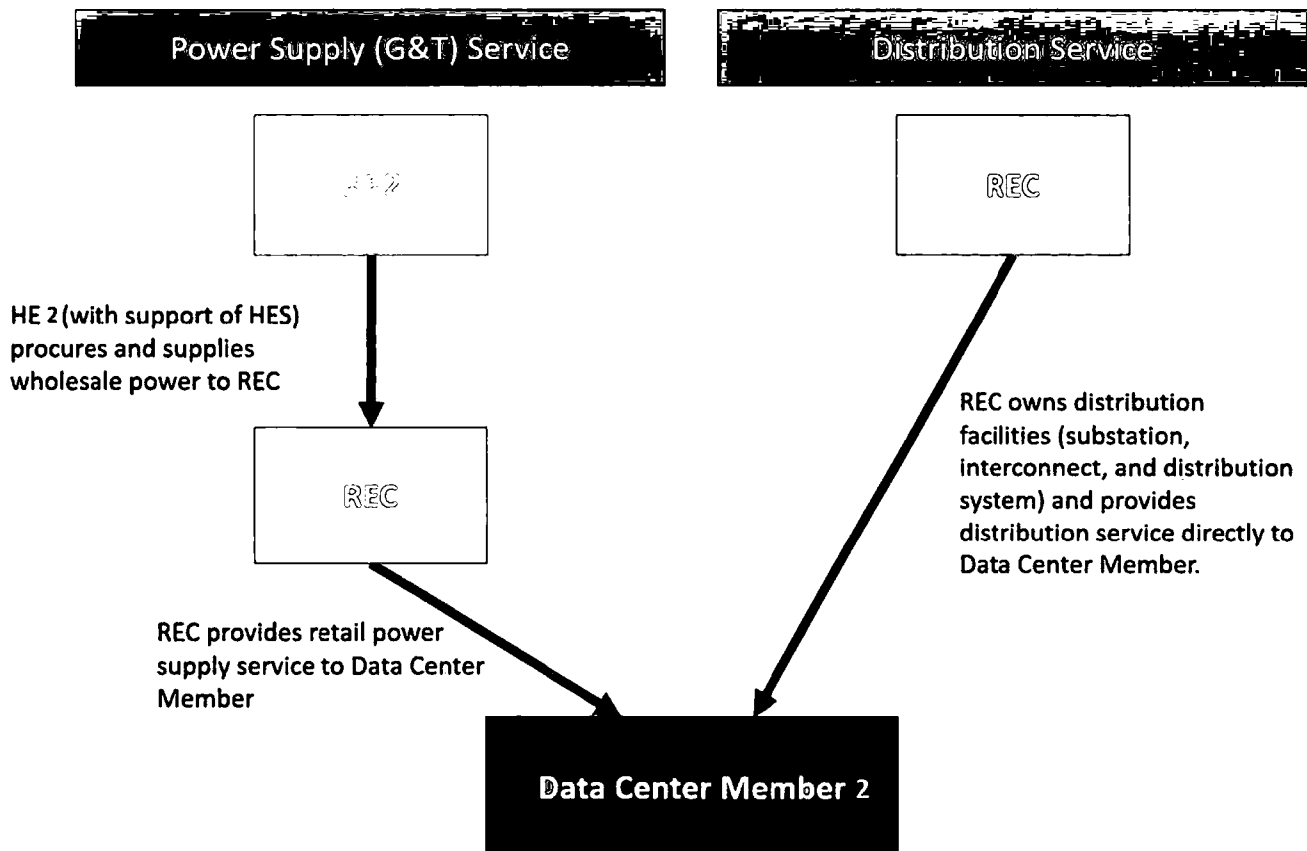 Power Supply (G&T) Service
Distribution Service
REC
HE 2 (with support of HES)
procures and supplies
wholesale power to REC
REC
REC owns distribution
facilities (substation,
interconnect, and distribution
system) and provides
distribution service directly to
Data Center Member.
REC provides retail power
supply service to Data Center
Member
Data Center Member 2